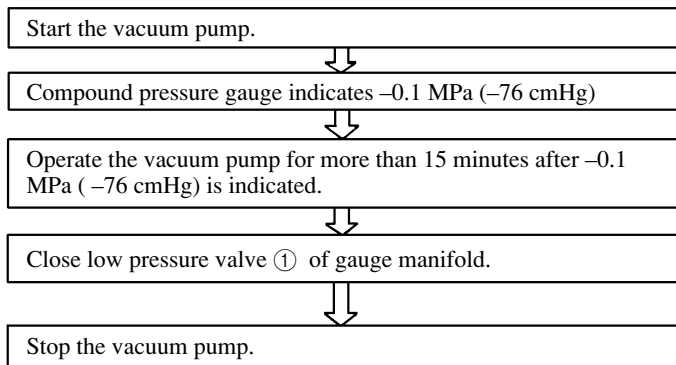 Start the vacuum pump.
Compound pressure gauge indicates –0.1 MPa (–76 cmHg)
Operate the vacuum pump for more than 15 minutes after –0.1
MPa ( –76 cmHg) is indicated.
Close low pressure valve ① of gauge manifold.
Stop the vacuum pump.